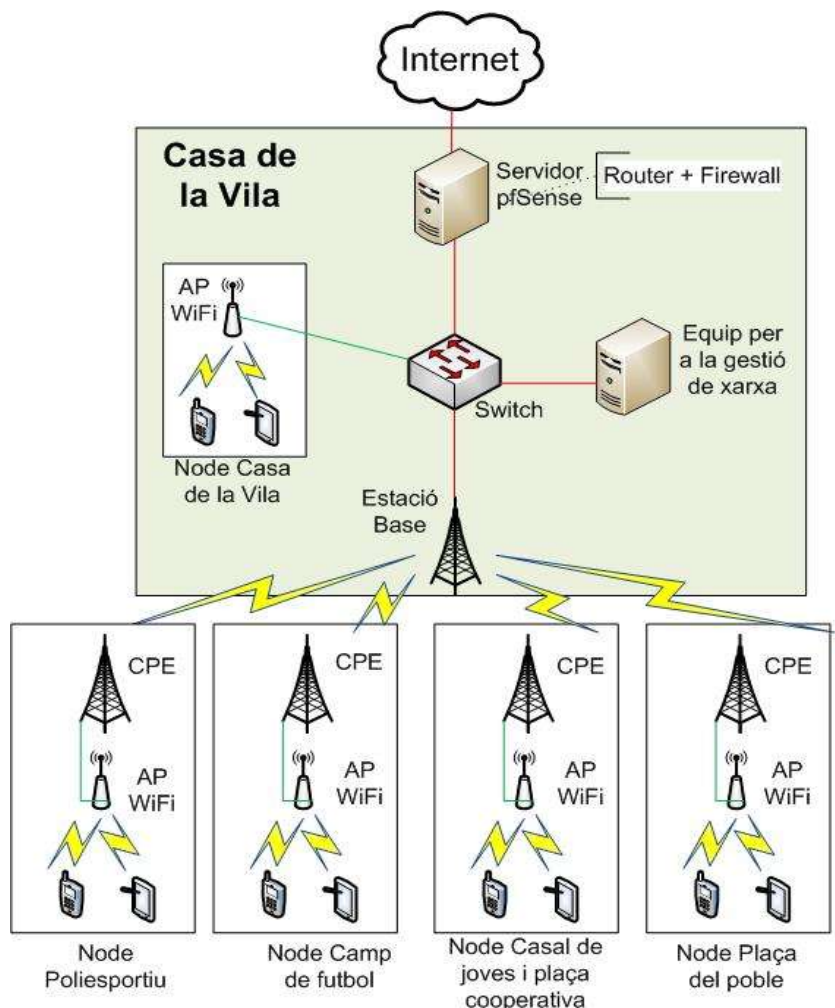 Internet
Casa de
la Vila
Servidor
pfSense
Router + Firewall
AP
WiFi
Equip per
a la gestió
de xarxa
Switch
Node Casa
de la Vila
Estació
Base
CPE
AP
WiFi
Node
Poliesportiu
CPE
AP
WiFi
Node Camp
de futbol
CPE
AP
WiFi
Node Casal de
joves i plaça
cooperativa
CPE
AP
WiFi
Node Plaça
del poble